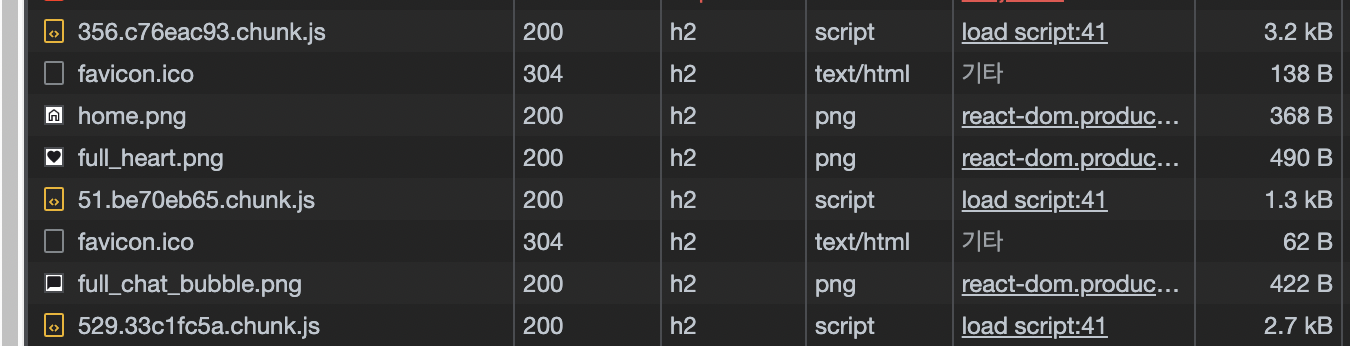 356.c76eac93.chunk.js 200 h2 script load script:41 3.2 kB
favicon.ico 304 h2 text/html 기타 138 B
home.png 200 h2 png react-dom.produc… 368 B
full_heart.png 200 h2 png react-dom.produc… 490 B
51.be70eb65.chunk.js 200 h2 script load script:41 1.3 kB
favicon.ico 304 h2 text/html 기타 62 B
full_chat_bubble.png 200 h2 png react-dom.produc… 422 B
529.33c1fc5a.chunk.js 200 h2 script load script:41 2.7 kB